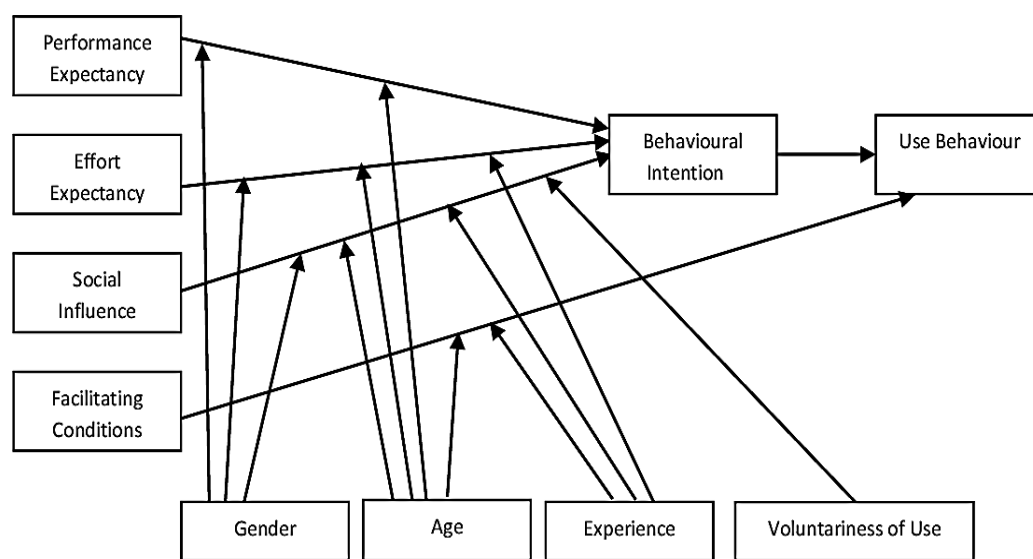 Performance
Expectancy
Effort
Expectancy
Social
Influence
Facilitating
Conditions
Behavioural
Intention
Use Behaviour
Gender
Age
Experience
Voluntariness of Use